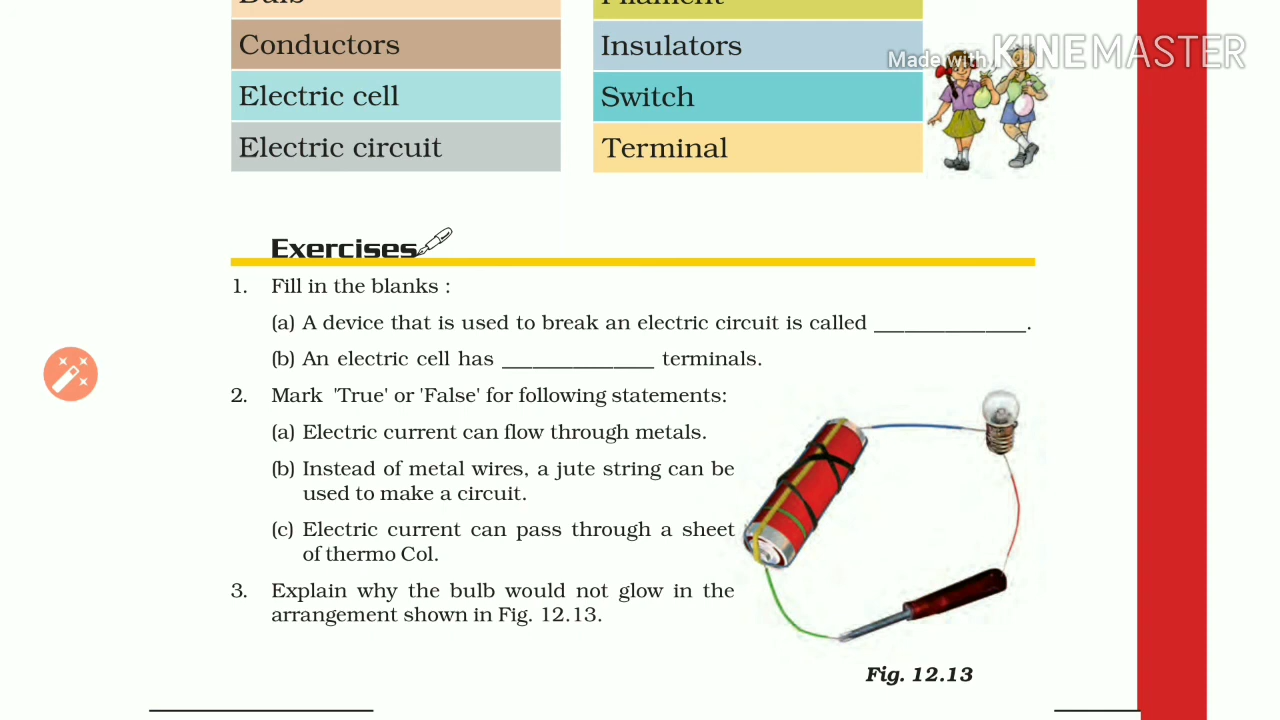 Bulb
Filament
Conductors
Insulators
Made with KINEMASTER
Electric cell
Switch
Electric circuit
Terminal
Exercises
1. Fill in the blanks :
(a) A device that is used to break an electric circuit is called _______________.
(b) An electric cell has _______________ terminals.
2. Mark 'True' or 'False' for following statements:
(a) Electric current can flow through metals.
(b) Instead of metal wires, a jute string can be
used to make a circuit.
(c) Electric current can pass through a sheet
of thermo Col.
3. Explain why the bulb would not glow in the
arrangement shown in Fig. 12.13.
Fig. 12.13